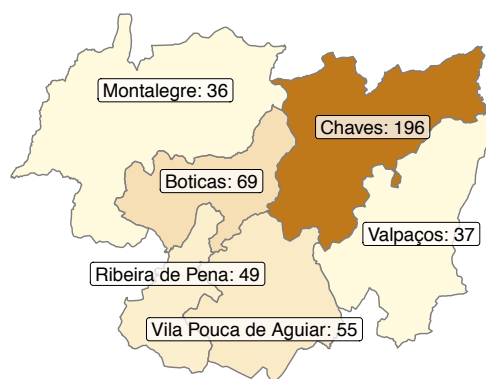 Montalegre: 36
Chaves: 196
Boticas: 69
Valpaços: 37
Ribeira de Pena: 49
Vila Pouca de Aguiar: 55